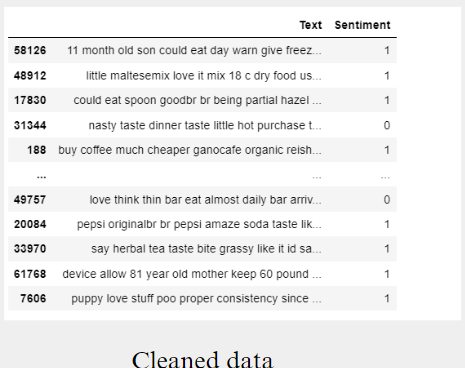 Text Sentiment
58126 11 month old son could eat day warn give freez... 1
48912 little maltesemix love it mix 18 c dry food us... 1
17830 could eat spoon goodbr br being partial hazel ... 1
31344 nasty taste dinner taste little hot purchase t... 0
188 buy coffee much cheaper ganocafe organic reish... 1
... ... ...
49757 love think thin bar eat almost daily bar arriv... 0
20084 pepsi originalbr br pepsi amaze soda taste lik... 1
33970 say herbal tea taste bite grassy like it id sa... 1
61768 device allow 81 year old mother keep 60 pound ... 1
7606 puppy love stuff poo proper consistency since ... 1
Cleaned data